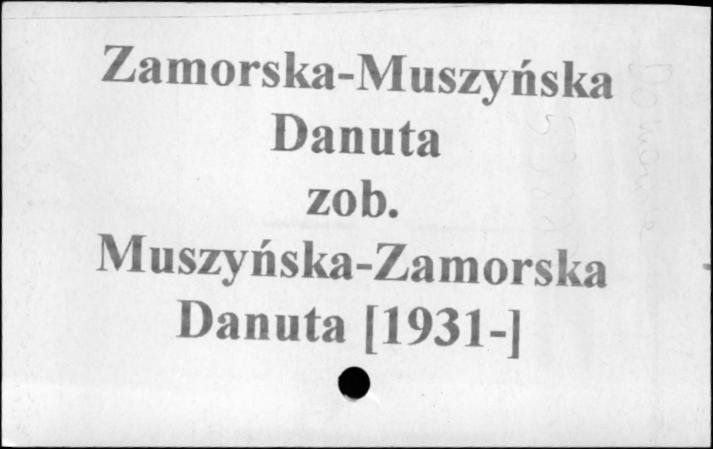 Zamorska-Muszyńska
Danuta
zob.
Muszyńska-Zamorska
Danuta [1931-]